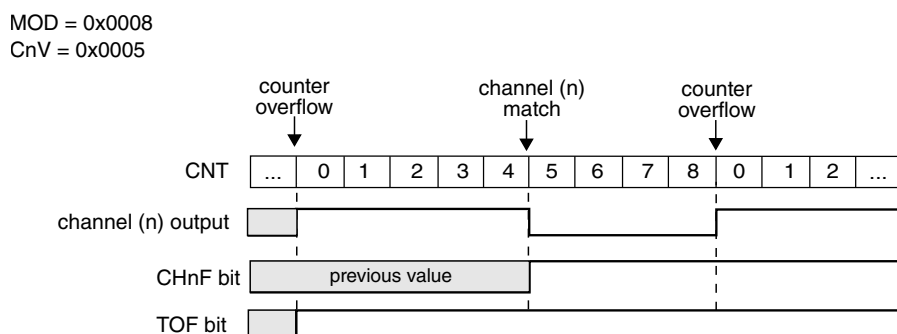 MOD = 0x0008
CnV = 0x0005
counter overflow
channel (n) match
counter overflow
CNT ... 0 1 2 3 4 5 6 7 8 0 1 2 ...
channel (n) output
CHnF bit previous value
TOF bit